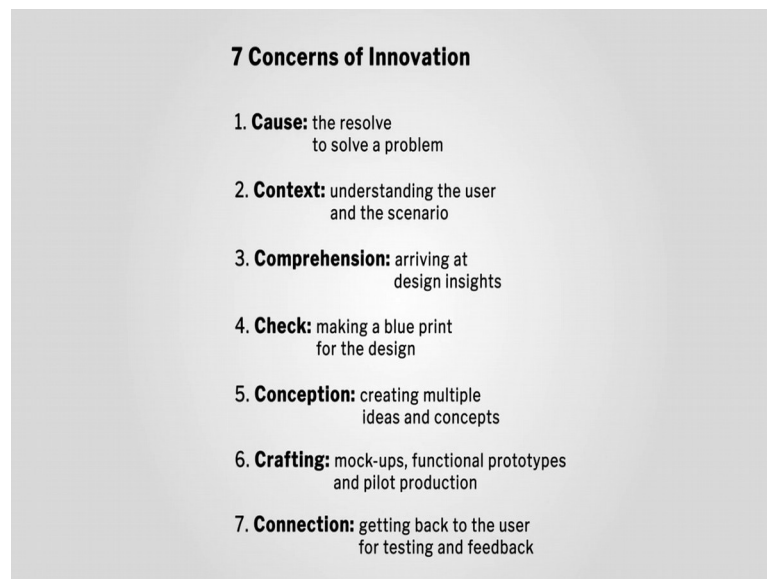 7 Concerns of Innovation
1. Cause: the resolve
to solve a problem
2. Context: understanding the user
and the scenario
3. Comprehension: arriving at
design insights
4. Check: making a blue print
for the design
5. Conception: creating multiple
ideas and concepts
6. Crafting: mock-ups, functional prototypes
and pilot production
7. Connection: getting back to the user
for testing and feedback